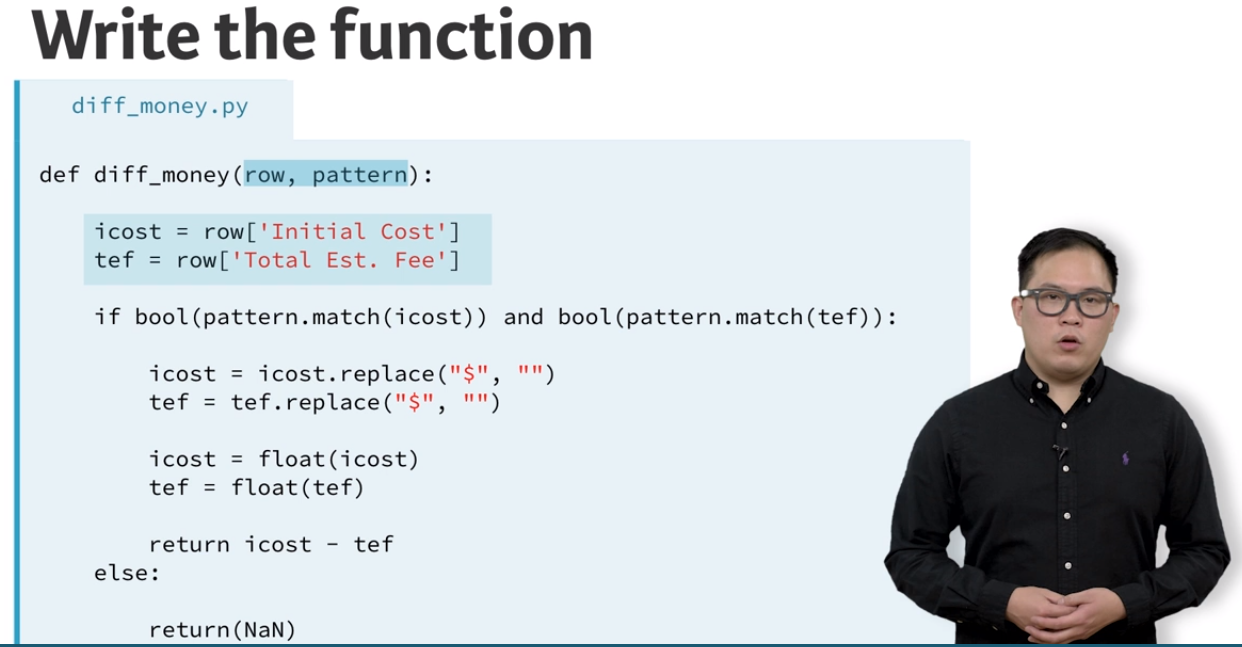 Write the function
diff_money.py
def diff_money(row, pattern):
icost = row['Initial Cost']
tef = row['Total Est. Fee']
if bool(pattern.match(icost)) and bool(pattern.match(tef)):
icost = icost.replace("$", "")
tef = tef.replace("$", "")
icost = float(icost)
tef = float(tef)
return icost - tef
else:
return(NaN)